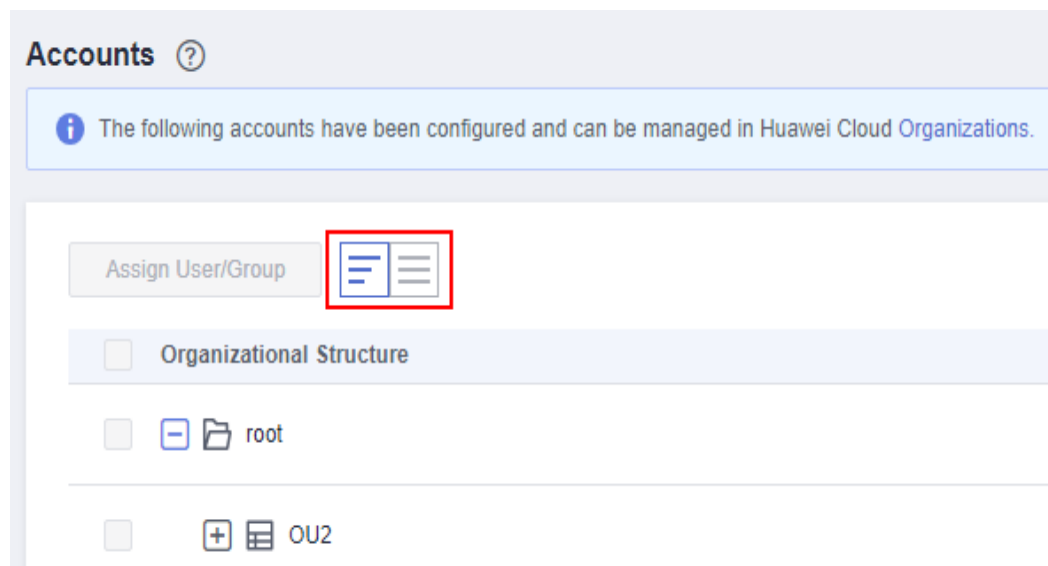 Accounts
The following accounts have been configured and can be managed in Huawei Cloud Organizations.
Assign User/Group
Organizational Structure
root
OU2